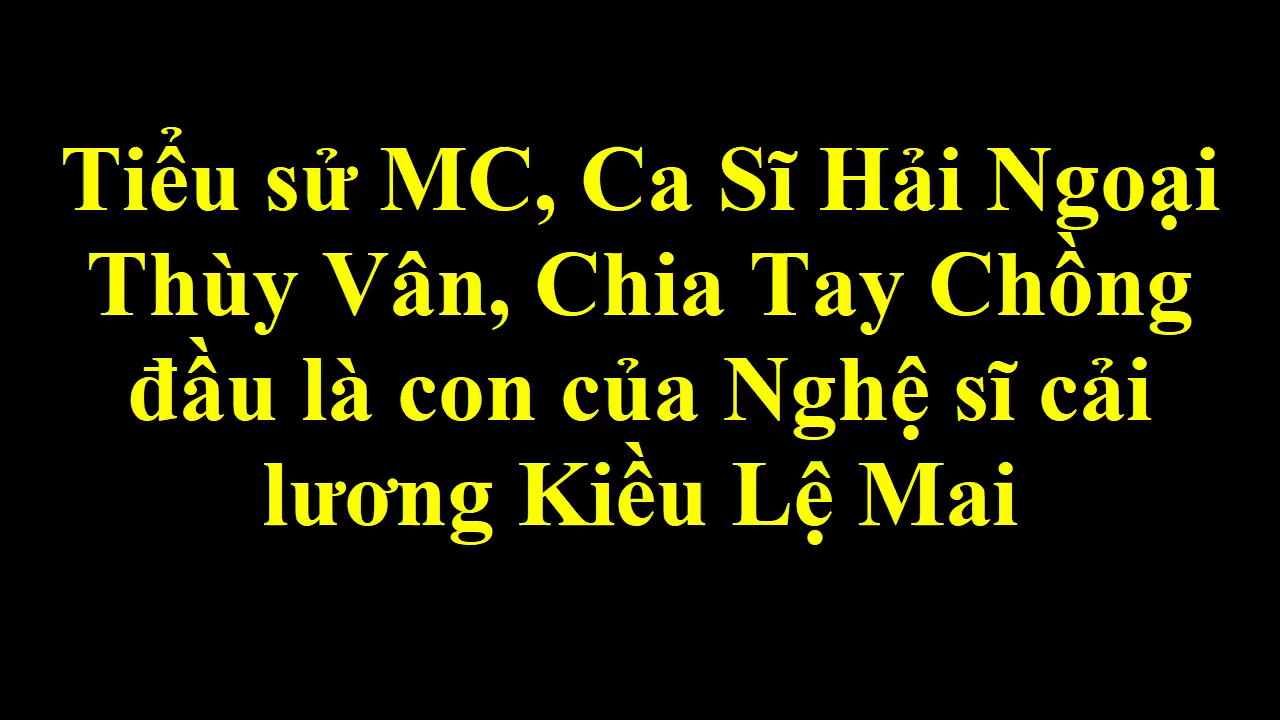 Tiểu sử MC, Ca Sĩ Hải Ngoại
Thùy Vân, Chia Tay Chồng
đầu là con của Nghệ sĩ cải
lương Kiều Lệ Mai